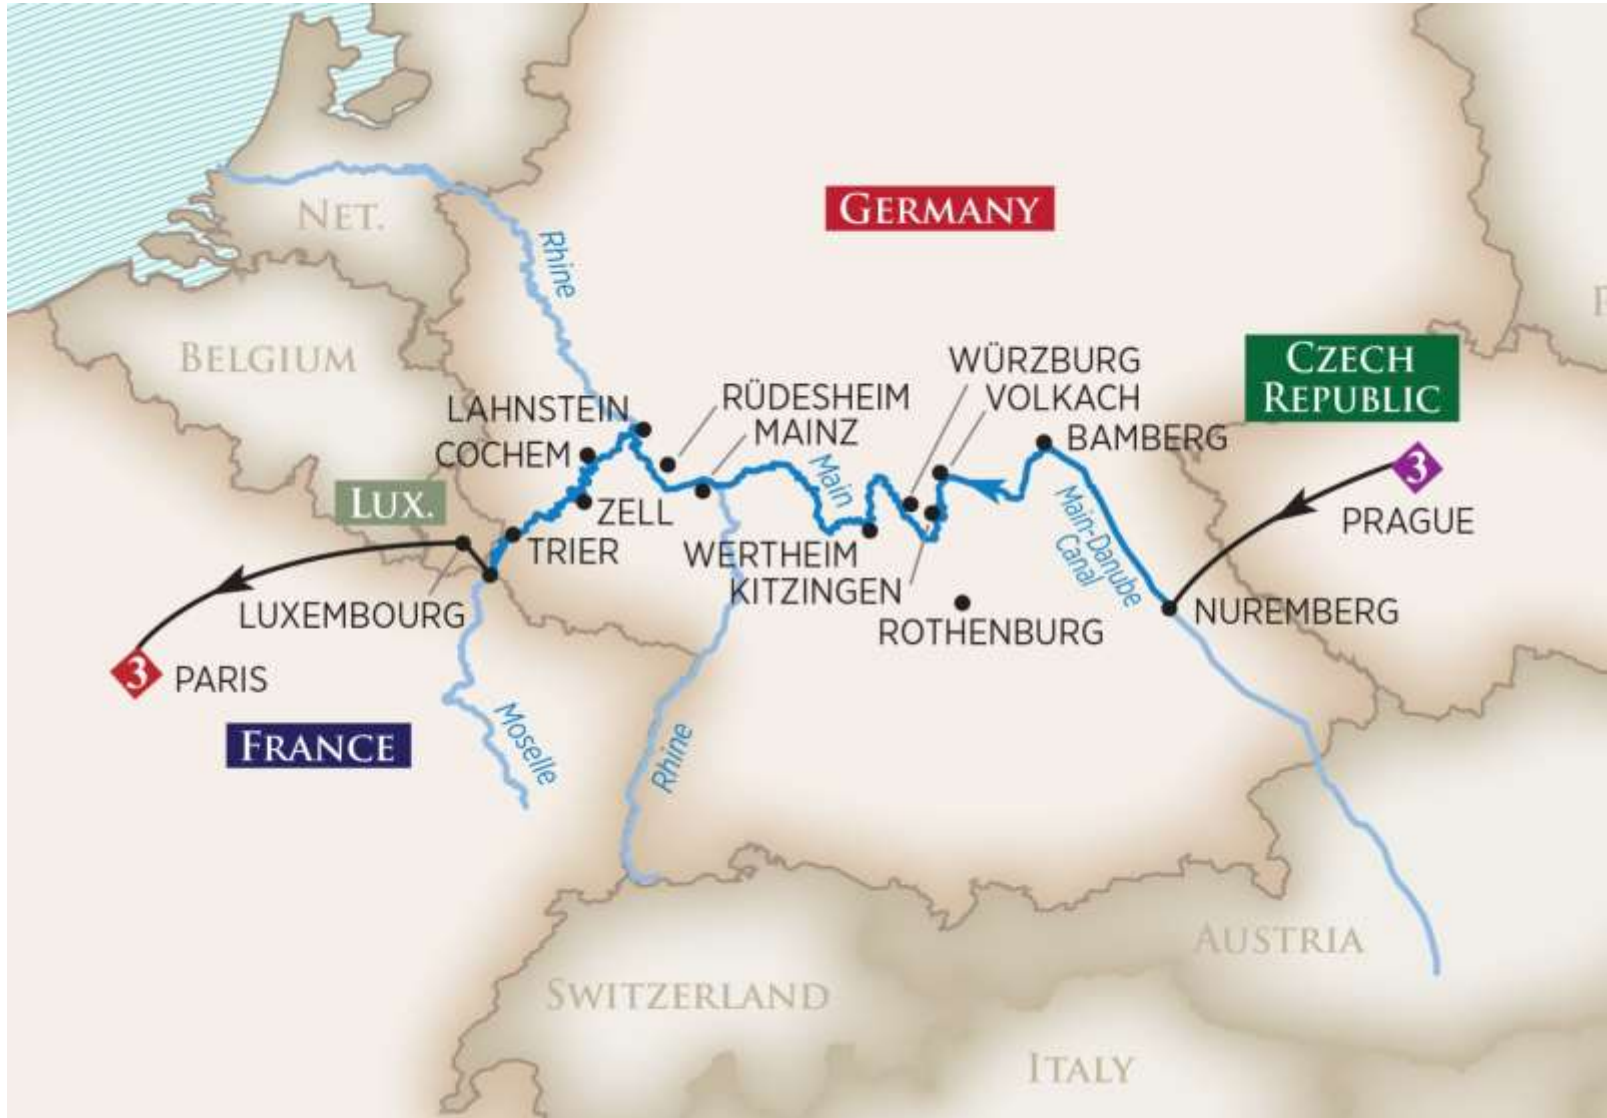 NET.
GERMANY
Rhine
P
BELGIUM
CZECH
REPUBLIC
WÜRZBURG
VOLKACH
RÜDESHEIM
MAINZ
LAHNSTEIN
COCHEM
BAMBERG
Main
3
PRAGUE
LUX.
ZELL
TRIER
WERTHEIM
KITZINGEN
Main-Danube
Canal
LUXEMBOURG
ROTHENBURG
NUREMBERG
3
PARIS
FRANCE
Moselle
Rhine
AUSTRIA
SWITZERLAND
ITALY